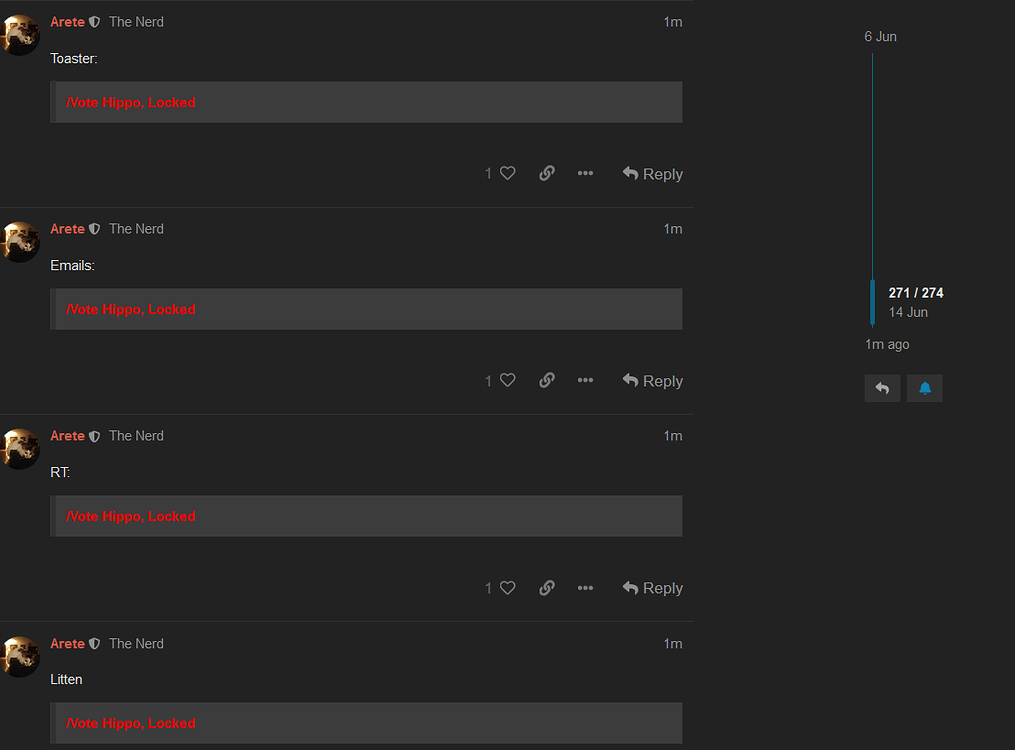 Arete The Nerd 1m
6 Jun
Toaster:
/Vote Hippo, Locked
1 Reply
Arete The Nerd 1m
Emails:
/Vote Hippo, Locked
271 / 274
14 Jun
1m ago
1 Reply
Arete The Nerd 1m
RT:
/Vote Hippo, Locked
1 Reply
Arete The Nerd 1m
Litten
/Vote Hippo, Locked